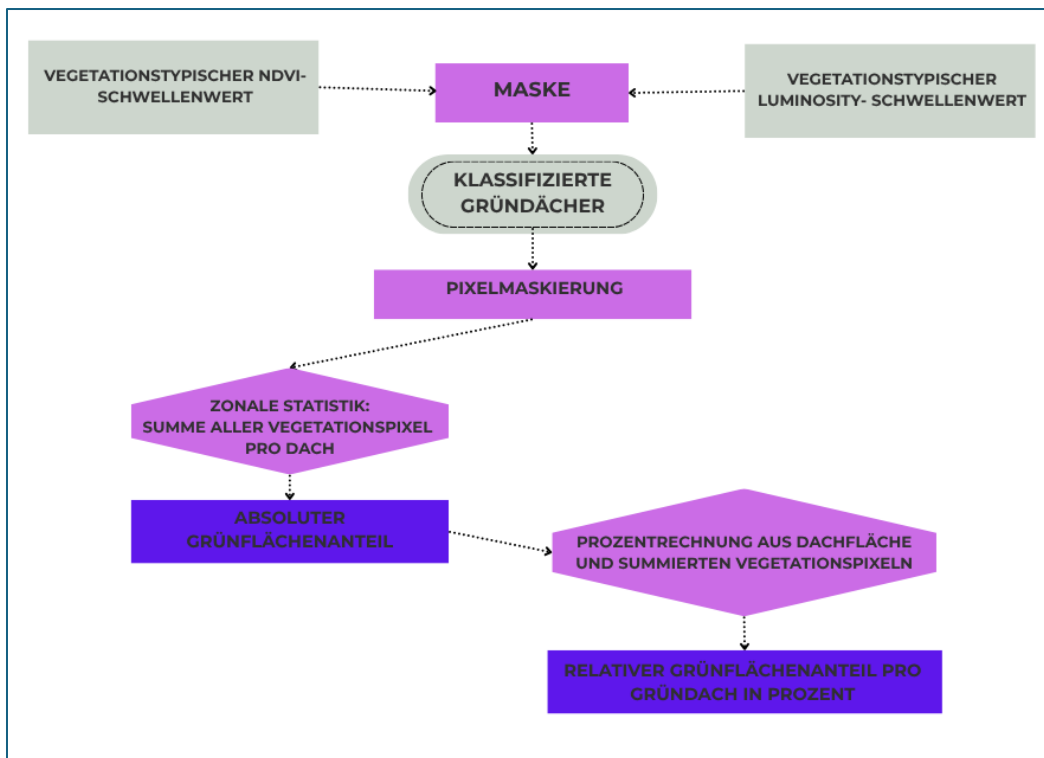 VEGETATIONSTYPISCHER NDVI-
SCHWELLENWERT
MASKE
VEGETATIONSTYPISCHER
LUMINOSITY- SCHWELLENWERT
KLASSIFIZIERTE
GRÜNDÄCHER
PIXELMASKIERUNG
ZONALE STATISTIK:
SUMME ALLER VEGETATIONSPIXEL
PRO DACH
ABSOLUTER
GRÜNFLÄCHENANTEIL
PROZENTRECHNUNG AUS DACHFLÄCHE
UND SUMMIERTEN VEGETATIONSPIXELN
RELATIVER GRÜNFLÄCHENANTEIL PRO
GRÜNDACH IN PROZENT